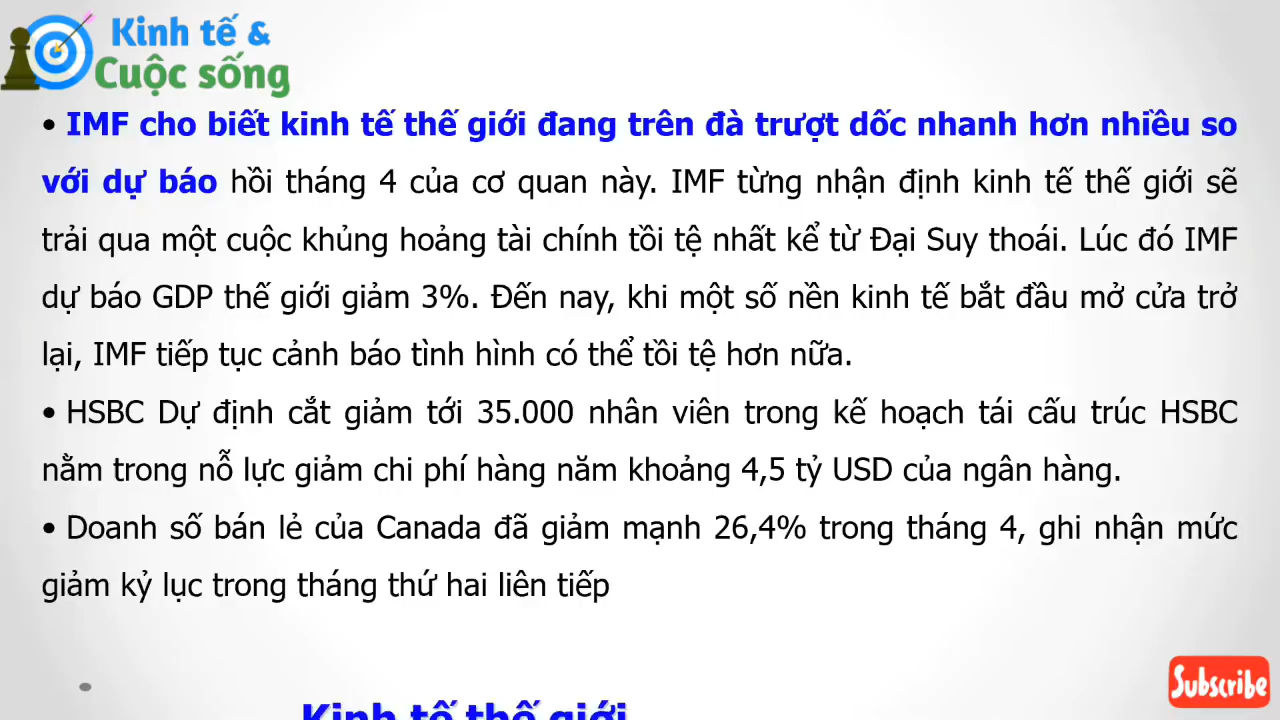 Kinh tế &
Cuộc sống
• IMF cho biết kinh tế thế giới đang trên đà trượt dốc nhanh hơn nhiều so
với dự báo hồi tháng 4 của cơ quan này. IMF từng nhận định kinh tế thế giới sẽ
trải qua một cuộc khủng hoảng tài chính tồi tệ nhất kể từ Đại Suy thoái. Lúc đó IMF
dự báo GDP thế giới giảm 3%. Đến nay, khi một số nền kinh tế bắt đầu mở cửa trở
lại, IMF tiếp tục cảnh báo tình hình có thể tồi tệ hơn nữa.
• HSBC Dự định cắt giảm tới 35.000 nhân viên trong kế hoạch tái cấu trúc HSBC
nằm trong nỗ lực giảm chi phí hàng năm khoảng 4,5 tỷ USD của ngân hàng.
• Doanh số bán lẻ của Canada đã giảm mạnh 26,4% trong tháng 4, ghi nhận mức
giảm kỷ lục trong tháng thứ hai liên tiếp
Subscribe
Kinh tế thế giới